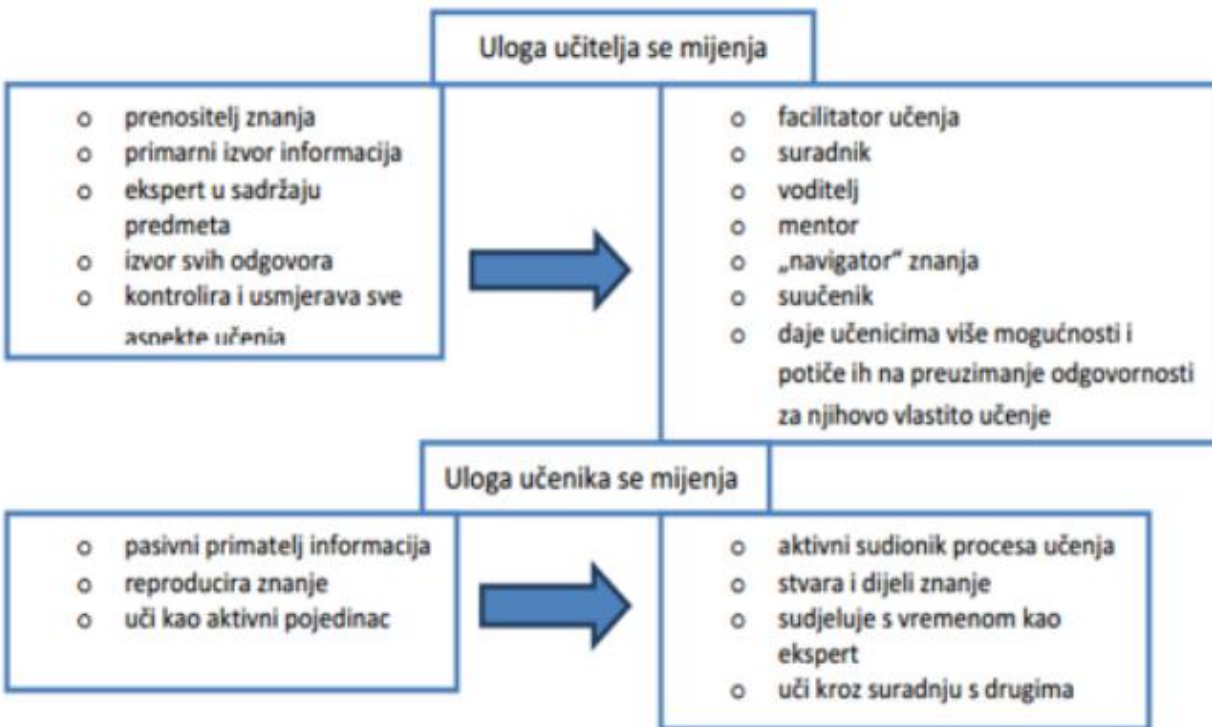 Uloga učitelja se mijenja
o prenositelj znanja
o primarni izvor informacija
o ekspert u sadržaju
predmeta
o izvor svih odgovora
o kontrolira i usmjerava sve
aspekte učenja
o facilitator učenja
o suradnik
o voditelj
o mentor
o „navigator“ znanja
o suučenik
o daje učenicima više mogućnosti i
potiče ih na preuzimanje odgovornosti
za njihovo vlastito učenje
Uloga učenika se mijenja
o pasivni primatelj informacija
o reproducira znanje
o uči kao aktivni pojedinac
o aktivni sudionik procesa učenja
o stvara i dijeli znanje
o sudjeluje s vremenom kao
ekspert
o uči kroz suradnju s drugima